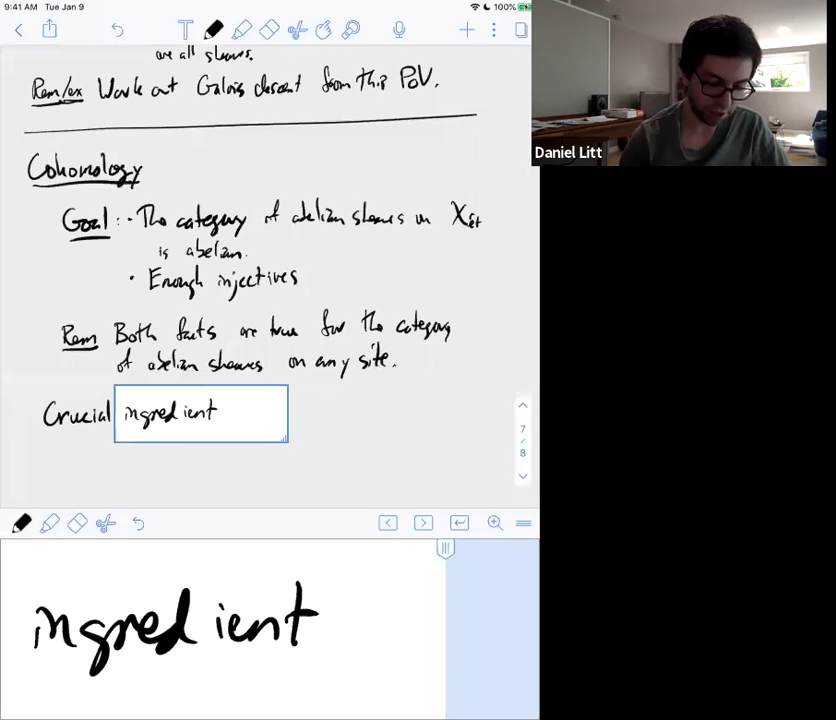 9:41 AM Tue Jan 9
100%
are all sheaves.
Rem/ex Work out Galois descent from this PoV.
Cohomology
Goal: · The category of abelian sheaves on Xét
is abelian.
· Enough injectives
Rem Both facts are true for the category
of abelian sheaves on any site.
Crucial ingredient
7
/
8
ingredient
Daniel Litt